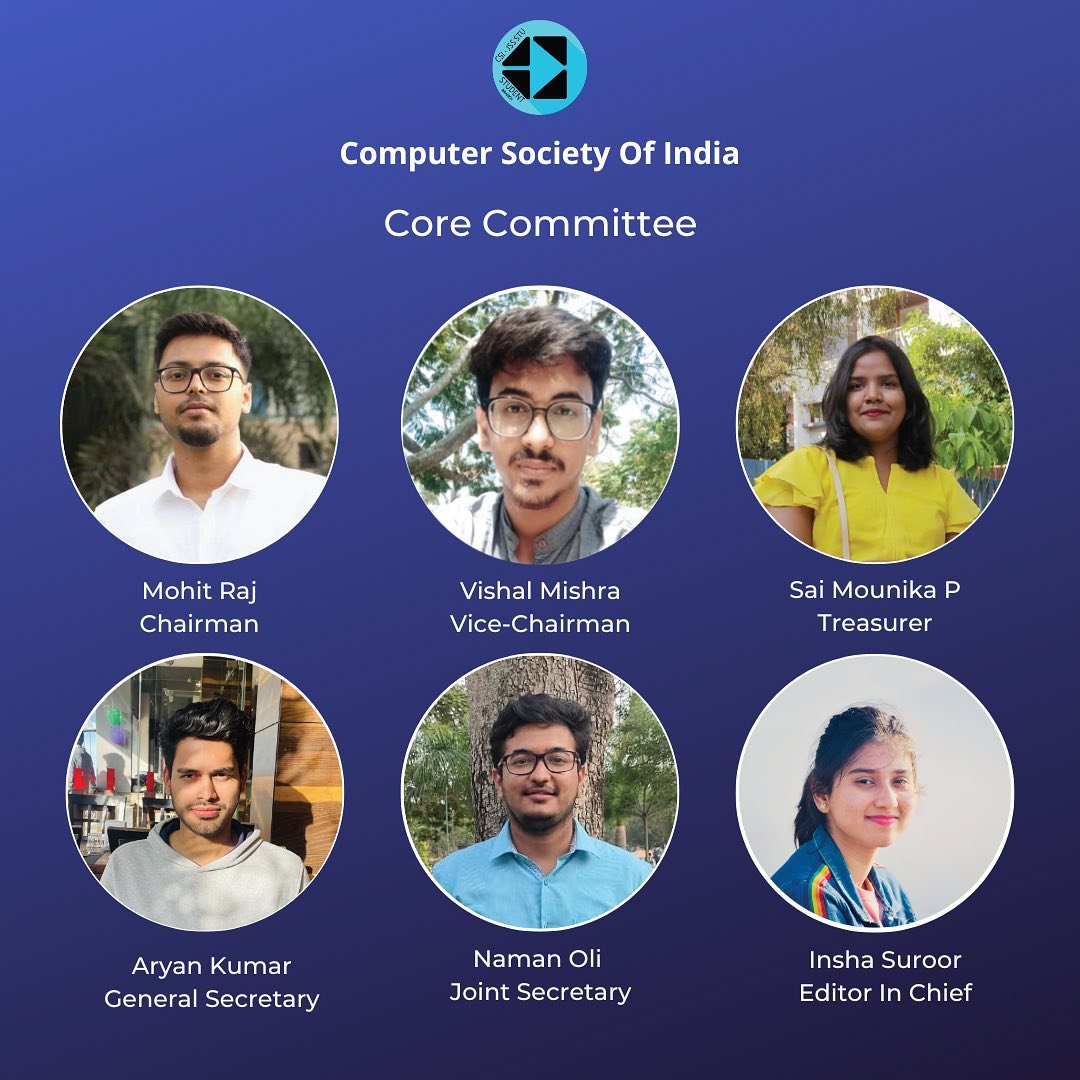 CSI - JSS STU
STUDENT
Computer Society Of India
Core Committee
Mohit Raj
Chairman
Vishal Mishra
Vice-Chairman
Sai Mounika P
Treasurer
Aryan Kumar
General Secretary
Naman Oli
Joint Secretary
Insha Suroor
Editor In Chief